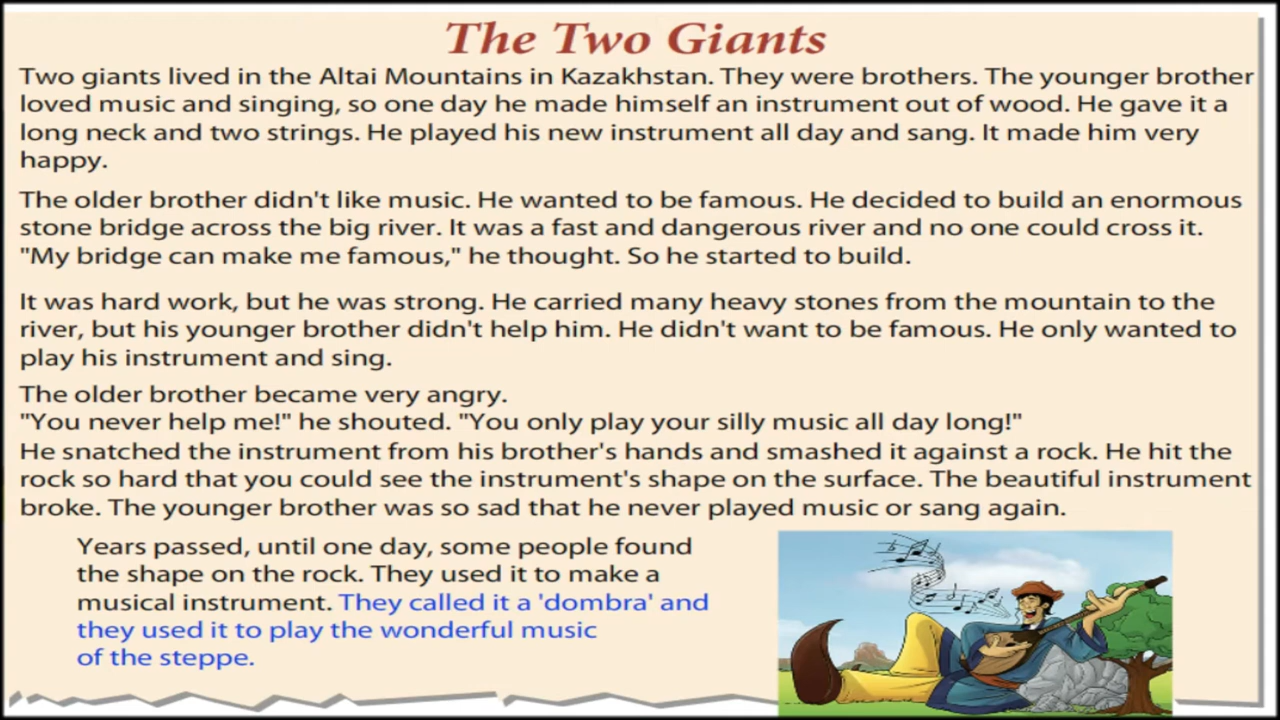 The Two Giants
Two giants lived in the Altai Mountains in Kazakhstan. They were brothers. The younger brother
loved music and singing, so one day he made himself an instrument out of wood. He gave it a
long neck and two strings. He played his new instrument all day and sang. It made him very
happy.
The older brother didn't like music. He wanted to be famous. He decided to build an enormous
stone bridge across the big river. It was a fast and dangerous river and no one could cross it.
"My bridge can make me famous," he thought. So he started to build.
It was hard work, but he was strong. He carried many heavy stones from the mountain to the
river, but his younger brother didn't help him. He didn't want to be famous. He only wanted to
play his instrument and sing.
The older brother became very angry.
"You never help me!" he shouted. "You only play your silly music all day long!"
He snatched the instrument from his brother's hands and smashed it against a rock. He hit the
rock so hard that you could see the instrument's shape on the surface. The beautiful instrument
broke. The younger brother was so sad that he never played music or sang again.
Years passed, until one day, some people found
the shape on the rock. They used it to make a
musical instrument. They called it a 'dombra' and
they used it to play the wonderful music
of the steppe.